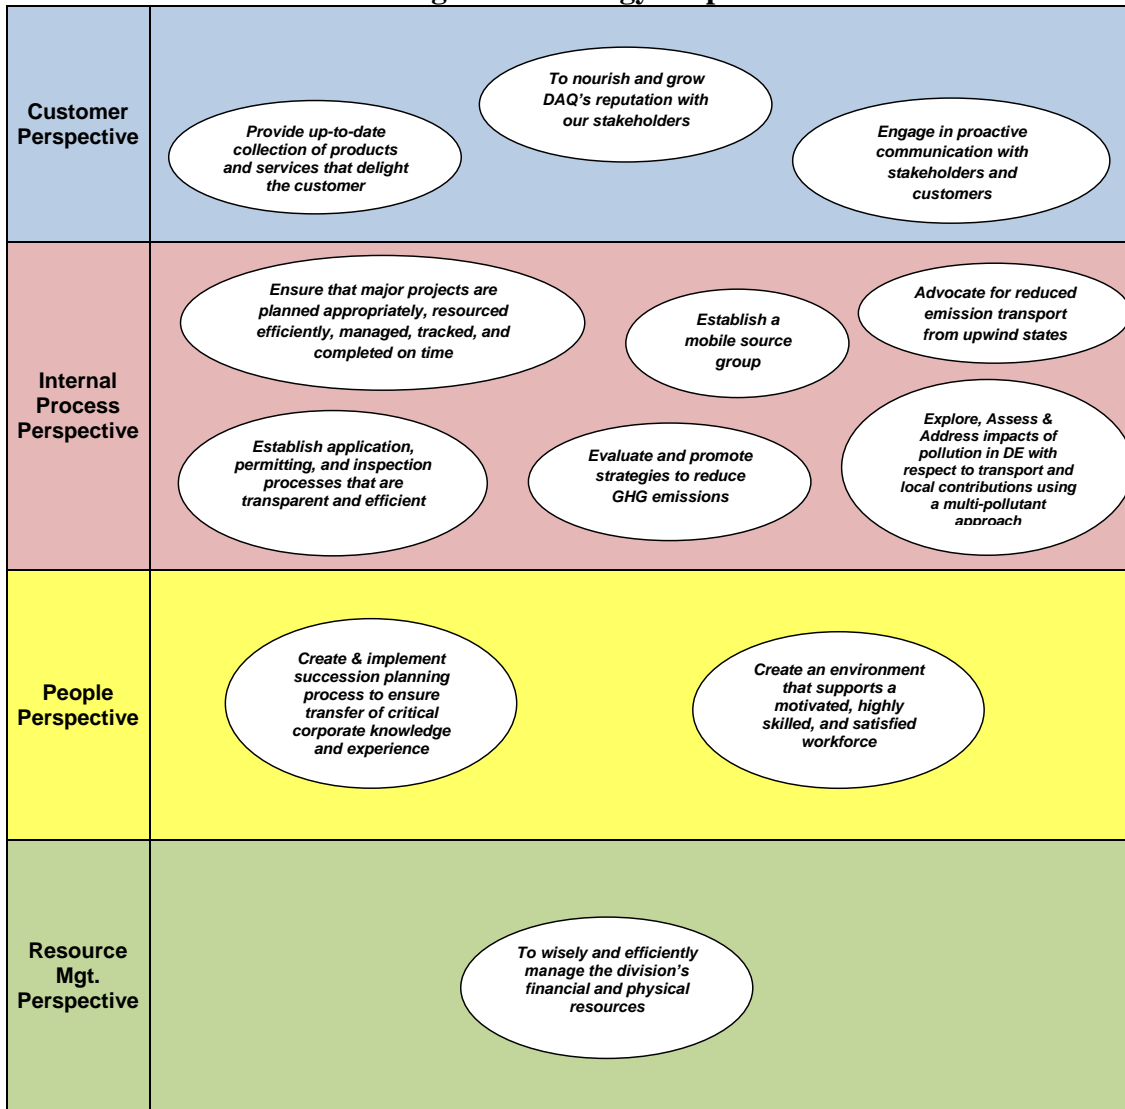 Customer
Perspective
To nourish and grow
DAQ's reputation with
our stakeholders
Provide up-to-date
collection of products
and services that delight
the customer
Engage in proactive
communication with
stakeholders and
customers
Internal
Process
Perspective
Ensure that major projects are
planned appropriately, resourced
efficiently, managed, tracked, and
completed on time
Establish a
mobile source
group
Advocate for reduced
emission transport
from upwind states
Establish application,
permitting, and inspection
processes that are
transparent and efficient
Evaluate and promote
strategies to reduce
GHG emissions
Explore, Assess &
Address impacts of
pollution in DE with
respect to transport and
local contributions using
a multi-pollutant
approach
People
Perspective
Create & implement
succession planning
process to ensure
transfer of critical
corporate knowledge
and experience
Create an environment
that supports a
motivated, highly
skilled, and satisfied
workforce
Resource
Mgt.
Perspective
To wisely and efficiently
manage the division's
financial and physical
resources